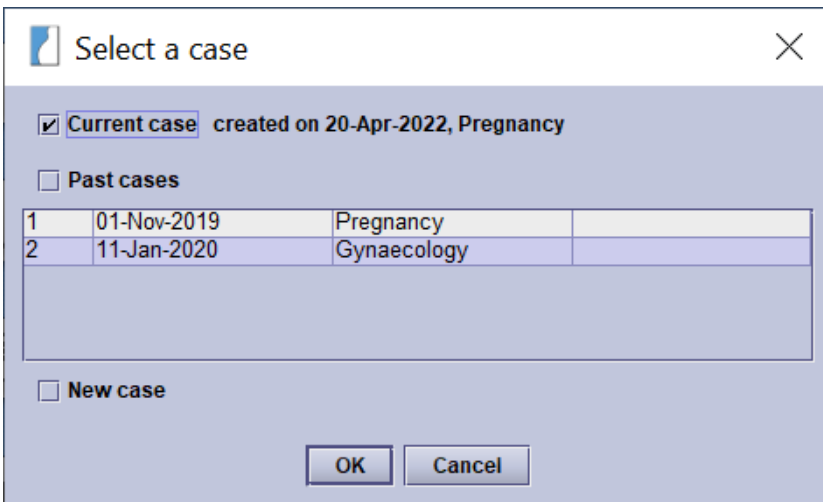 Select a case
Current case created on 20-Apr-2022, Pregnancy
Past cases
1 01-Nov-2019 Pregnancy
2 11-Jan-2020 Gynaecology
New case
OK Cancel